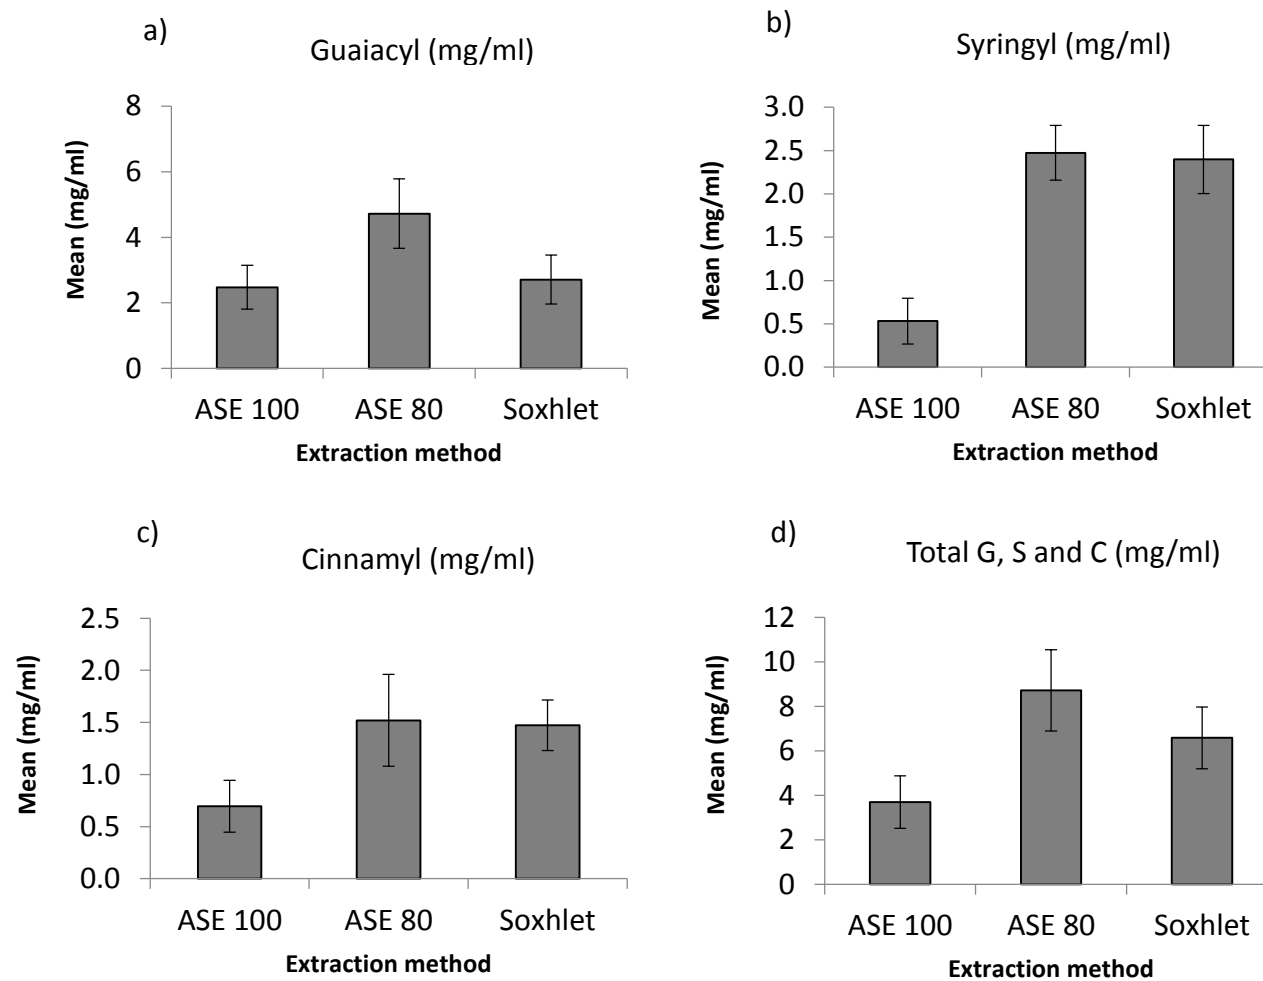 a)
Guaiacyl (mg/ml)
Mean (mg/ml)
8
6
4
2
0
ASE 100 ASE 80 Soxhlet
Extraction method
b)
Syringyl (mg/ml)
Mean (mg/ml)
3.0
2.5
2.0
1.5
1.0
0.5
0.0
ASE 100 ASE 80 Soxhlet
Extraction method
c)
Cinnamyl (mg/ml)
Mean (mg/ml)
2.5
2.0
1.5
1.0
0.5
0.0
ASE 100 ASE 80 Soxhlet
Extraction method
d)
Total G, S and C (mg/ml)
Mean (mg/ml)
12
10
8
6
4
2
0
ASE 100 ASE 80 Soxhlet
Extraction method